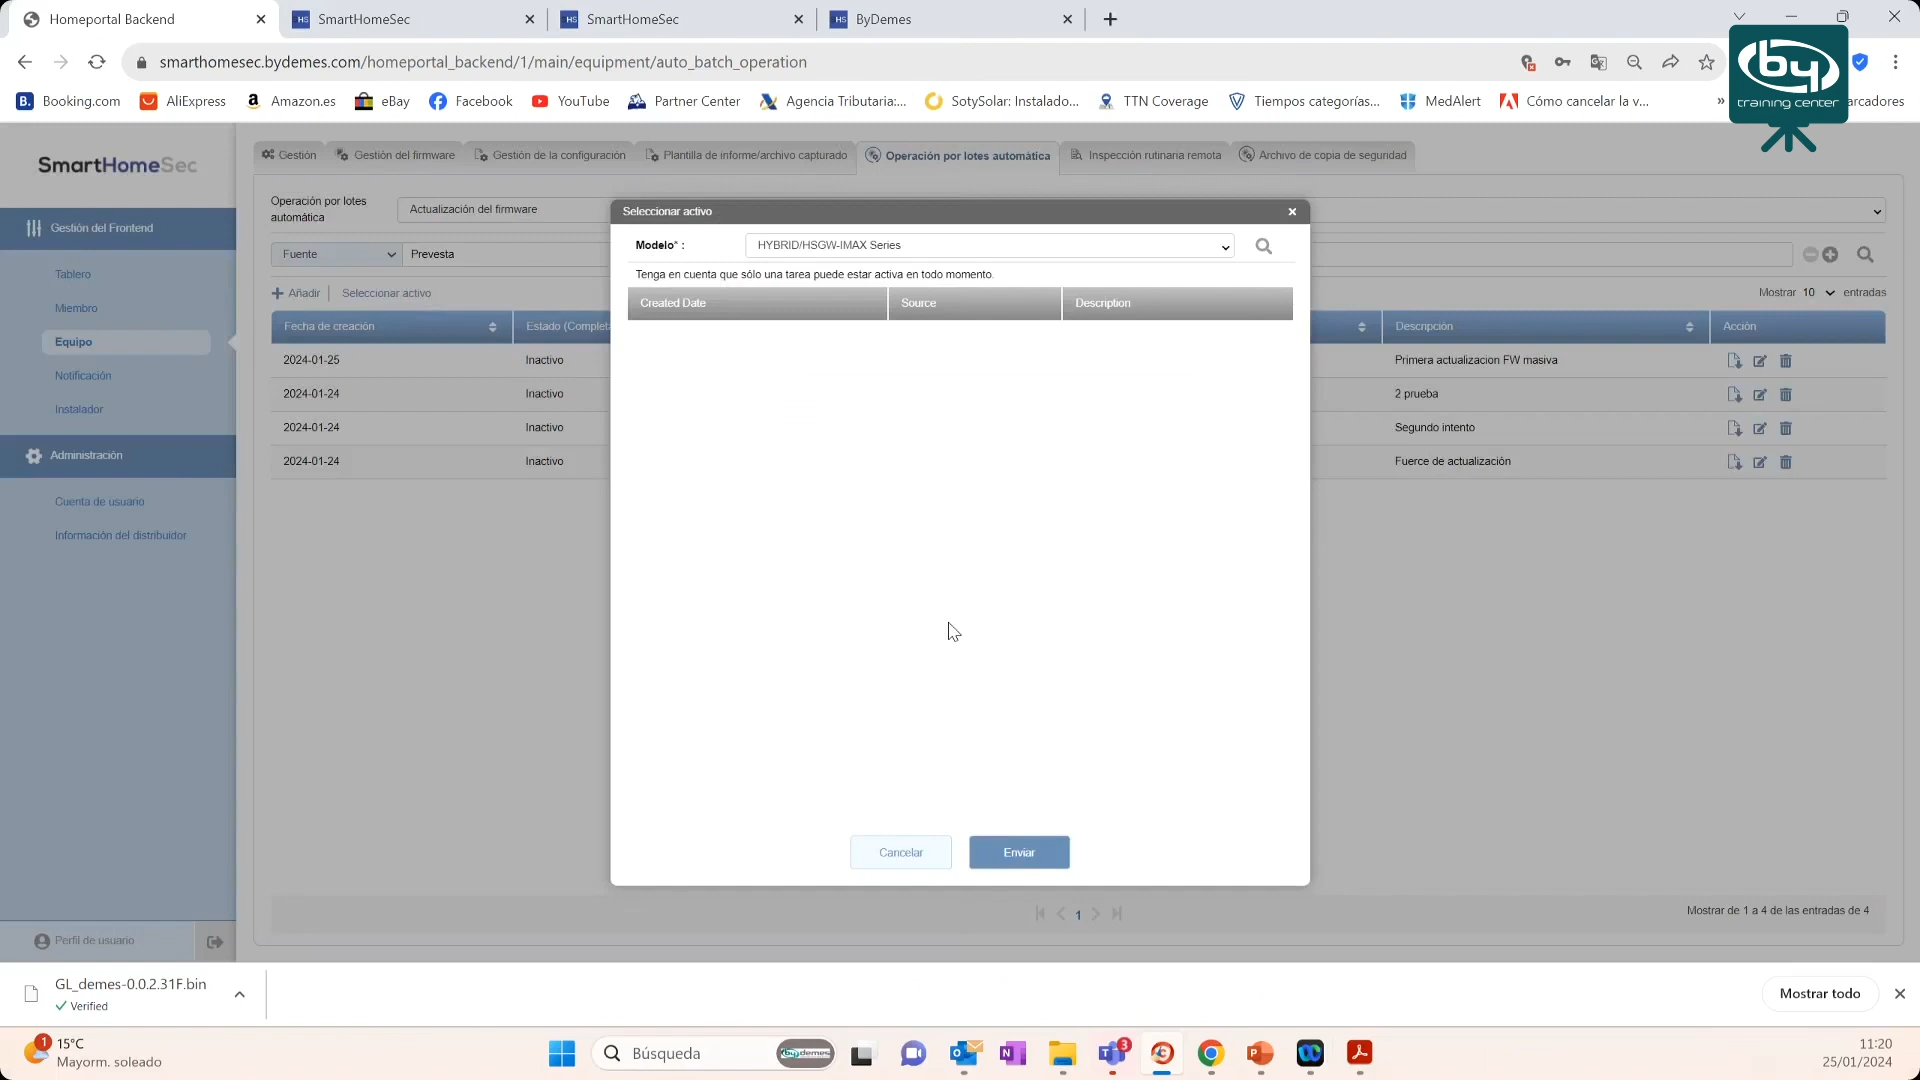 Homeportal Backend
SmartHomeSec
SmartHomeSec
ByDemes
smarthomesec.bydemes.com/homeportal_backend/1/main/equipment/auto_batch_operation
Booking.com
AliExpress
Amazon.es
eBay
Facebook
YouTube
Partner Center
Agencia Tributaria:...
SotySolar: Instalado...
TTN Coverage
Tiempos categorías...
MedAlert
Cómo cancelar la v...
»
arcadores
by
training center
SmartHomeSec
Gestión del Frontend
Tablero
Miembro
Equipo
Notificación
Instalador
Administración
Cuenta de usuario
Información del distribuidor
Perfil de usuario
Gestión
Gestión del firmware
Gestión de la configuración
Plantilla de informe/archivo capturado
Operación por lotes automática
Inspección rutinaria remota
Archivo de copia de seguridad
Operación por lotes
automática
Actualización del firmware
Fuente
Prevesta
Añadir
Seleccionar activo
Mostrar 10 entradas
Fecha de creación
Estado (Completa
Descripción
Acción
2024-01-25
Inactivo
Primera actualizacion FW masiva
2024-01-24
Inactivo
2 prueba
2024-01-24
Inactivo
Segundo intento
2024-01-24
Inactivo
Fuerce de actualización
Seleccionar activo
Modelo* :
HYBRID/HSGW-IMAX Series
Tenga en cuenta que sólo una tarea puede estar activa en todo momento.
Created Date
Source
Description
Cancelar
Enviar
1
Mostrar de 1 a 4 de las entradas de 4
GL_demes-0.0.2.31F.bin
Verified
Mostrar todo
1
15°C
Mayorm. soleado
Búsqueda
bydemes
3
11:20
25/01/2024